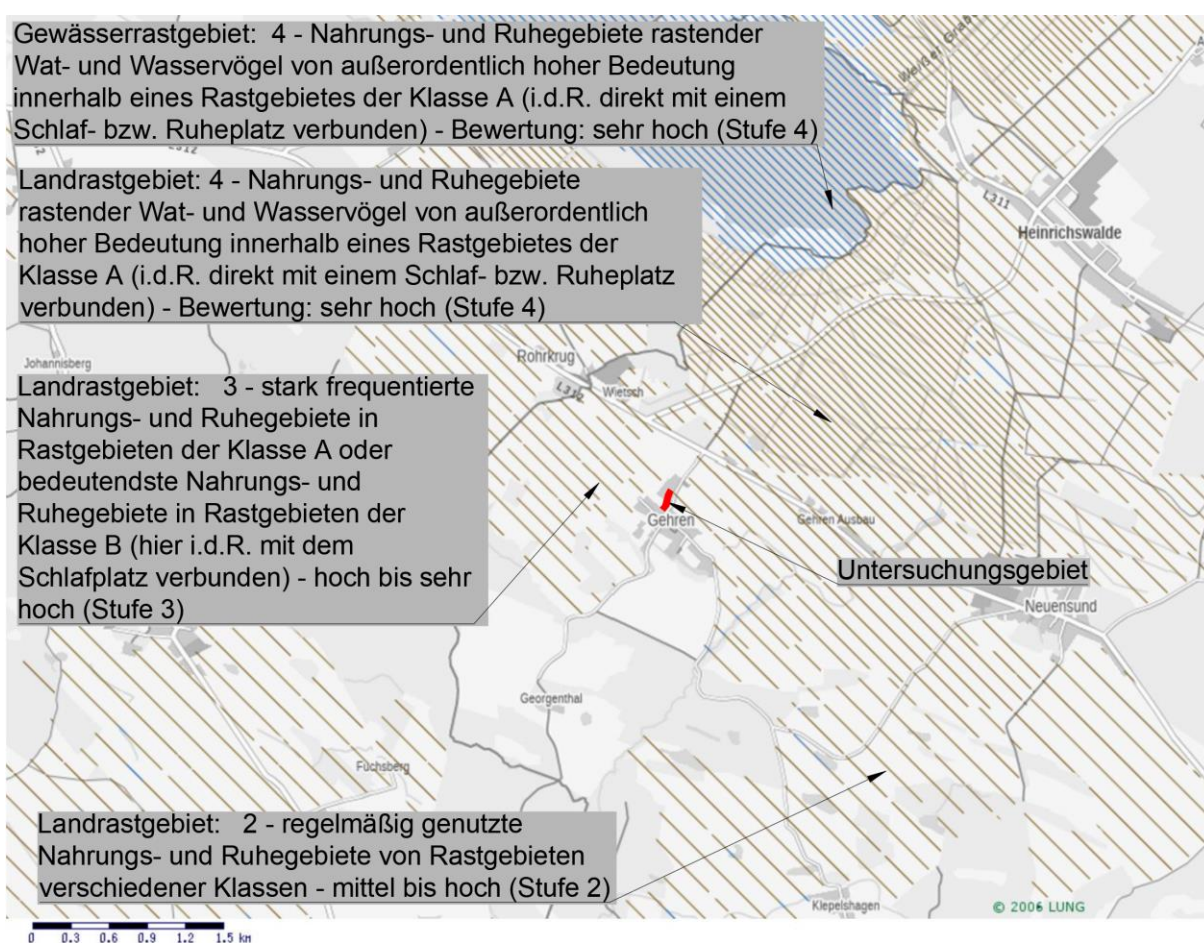 Gewässerrastgebiet: 4 - Nahrungs- und Ruhegebiete rastender
Wat- und Wasservögel von außerordentlich hoher Bedeutung
innerhalb eines Rastgebietes der Klasse A (i.d.R. direkt mit einem
Schlaf- bzw. Ruheplatz verbunden) - Bewertung: sehr hoch (Stufe 4)
Weißer
L312
Landrastgebiet: 4 - Nahrungs- und Ruhegebiete
rastender Wat- und Wasservögel von außerordentlich
hoher Bedeutung innerhalb eines Rastgebietes der
Klasse A (i.d.R. direkt mit einem Schlaf- bzw. Ruheplatz
verbunden) - Bewertung: sehr hoch (Stufe 4)
L311
Heinrichswalde
Johannisberg
Rohrkrug
L312
Wietsch
Landrastgebiet: 3 - stark frequentierte
Nahrungs- und Ruhegebiete in
Rastgebieten der Klasse A oder
bedeutendste Nahrungs- und
Ruhegebiete in Rastgebieten der
Klasse B (hier i.d.R. mit dem
Schlafplatz verbunden) - hoch bis sehr
hoch (Stufe 3)
Gehren
Gehren Ausbau
Untersuchungsgebiet
Neuensund
Georgenthal
Fuchsberg
Landrastgebiet: 2 - regelmäßig genutzte
Nahrungs- und Ruhegebiete von Rastgebieten
verschiedener Klassen - mittel bis hoch (Stufe 2)
Klepelshagen
© 2006 LUNG
0 0.3 0.6 0.9 1.2 1.5 km